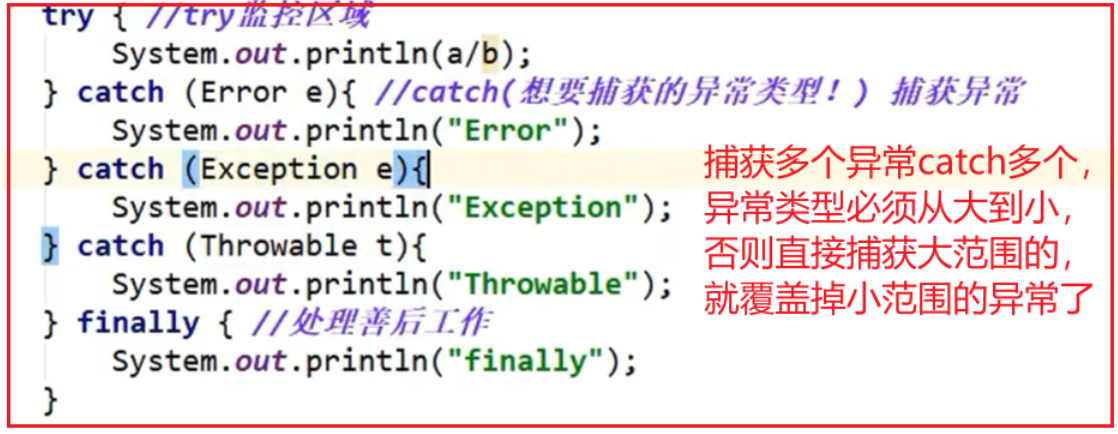 try { //try监控区域
System.out.println(a/b);
} catch (Error e){ //catch(想要捕获的异常类型！) 捕获异常
System.out.println("Error");
} catch (Exception e){
System.out.println("Exception");
} catch (Throwable t){
System.out.println("Throwable");
} finally { //处理善后工作
System.out.println("finally");
}
捕获多个异常catch多个，
异常类型必须从大到小，
否则直接捕获大范围的，
就覆盖掉小范围的异常了